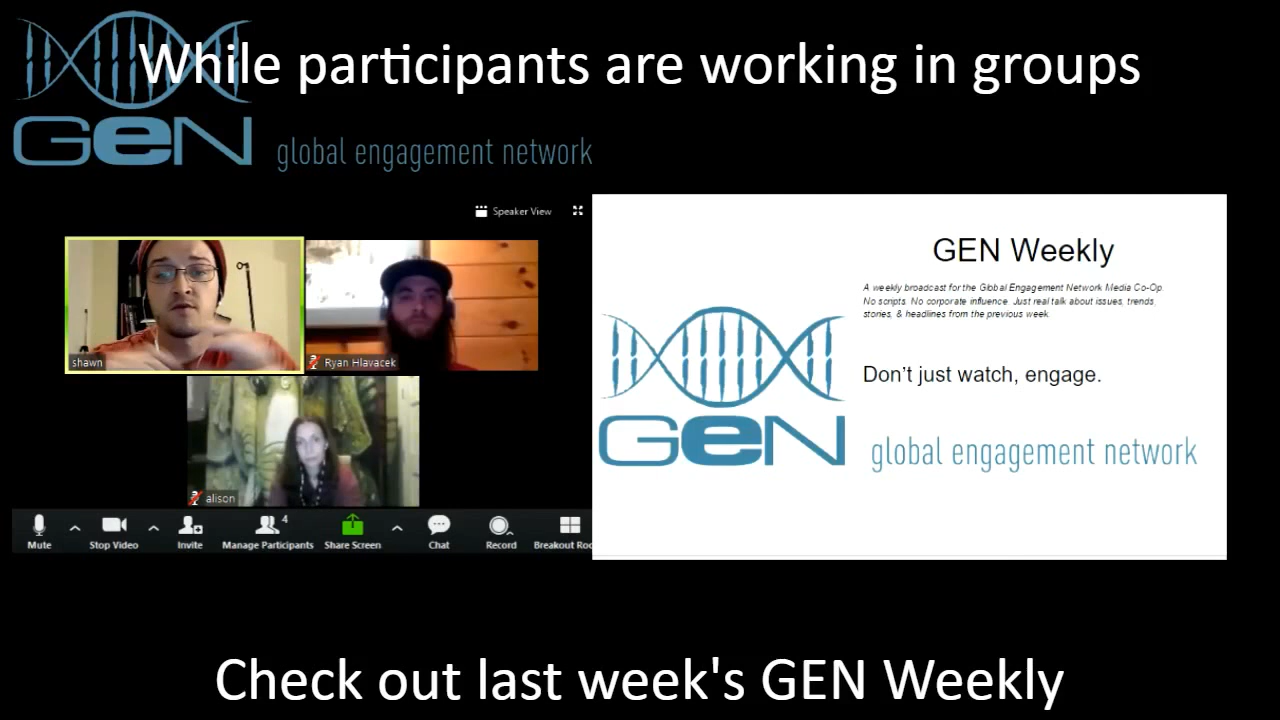 While participants are working in groups
GeN
global engagement network
Speaker View
shawn
Ryan Hlavacek
alison
4
Mute
Stop Video
Invite
Manage Participants
Share Screen
Chat
Record
Breakout Roo
GEN Weekly
A weekly broadcast for the Global Engagement Network Media Co-Op.
No scripts. No corporate influence. Just real talk about issues, trends,
stories, & headlines from the previous week.
Don't just watch, engage.
GeN
global engagement network
Check out last week's GEN Weekly